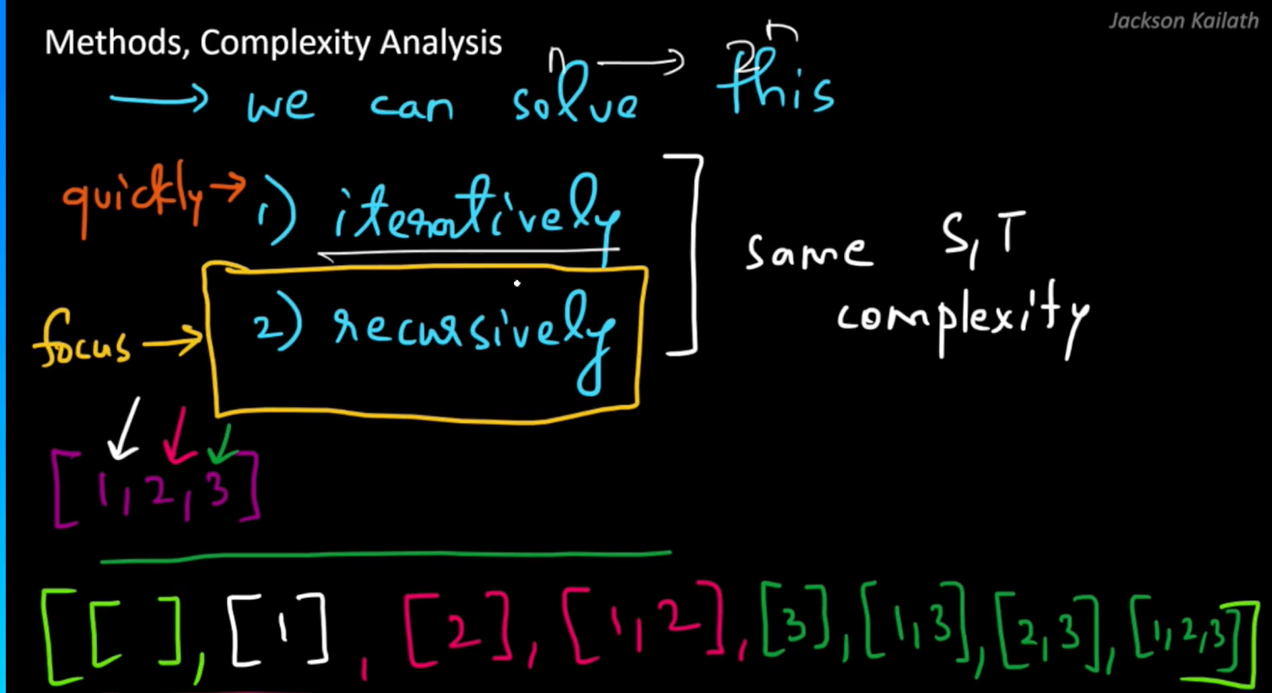 Jackson Kailath
Methods, Complexity Analysis
n → 2^n
→ we can solve this
quickly → 1) iteratively
same S, T
complexity
focus → 2) recursively
[1,2,3]
[[ ], [1], [2], [1,2], [3], [1,3], [2,3], [1,2,3]]